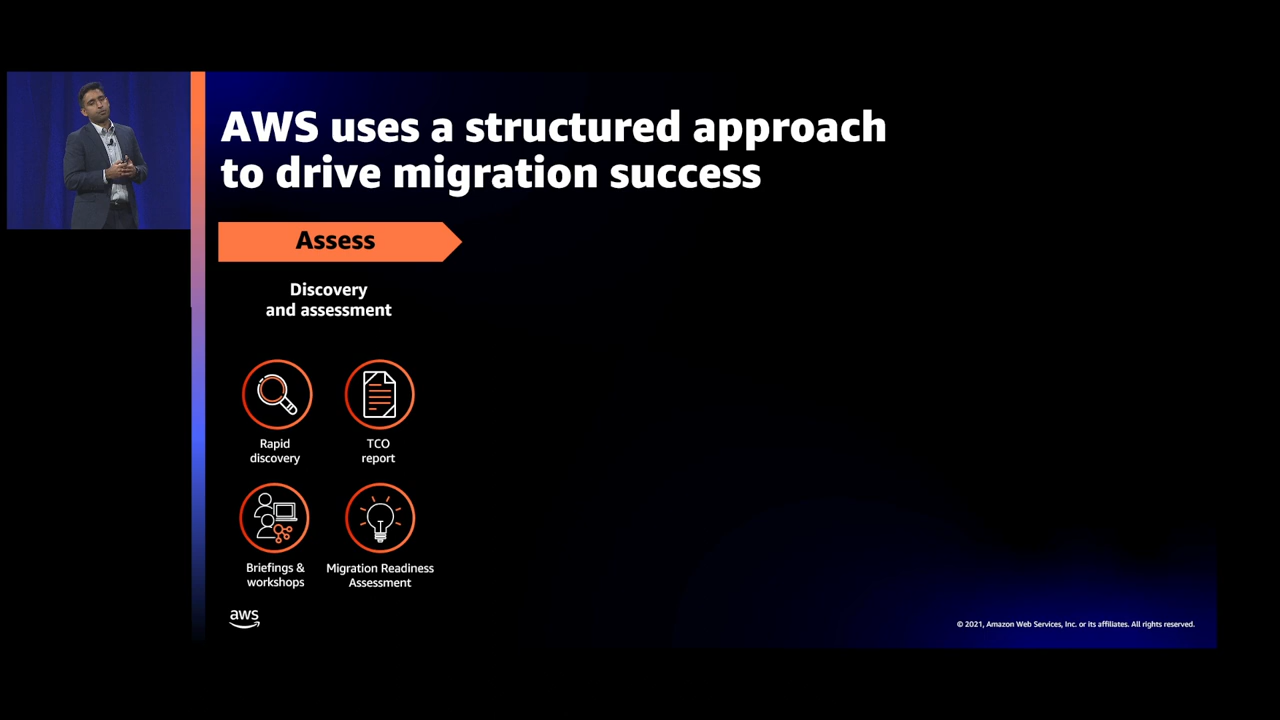 AWS uses a structured approach
to drive migration success
Assess
Discovery
and assessment
Rapid
discovery
TCO
report
Briefings &
workshops
Migration Readiness
Assessment
aws
© 2021, Amazon Web Services, Inc. or its affiliates. All rights reserved.